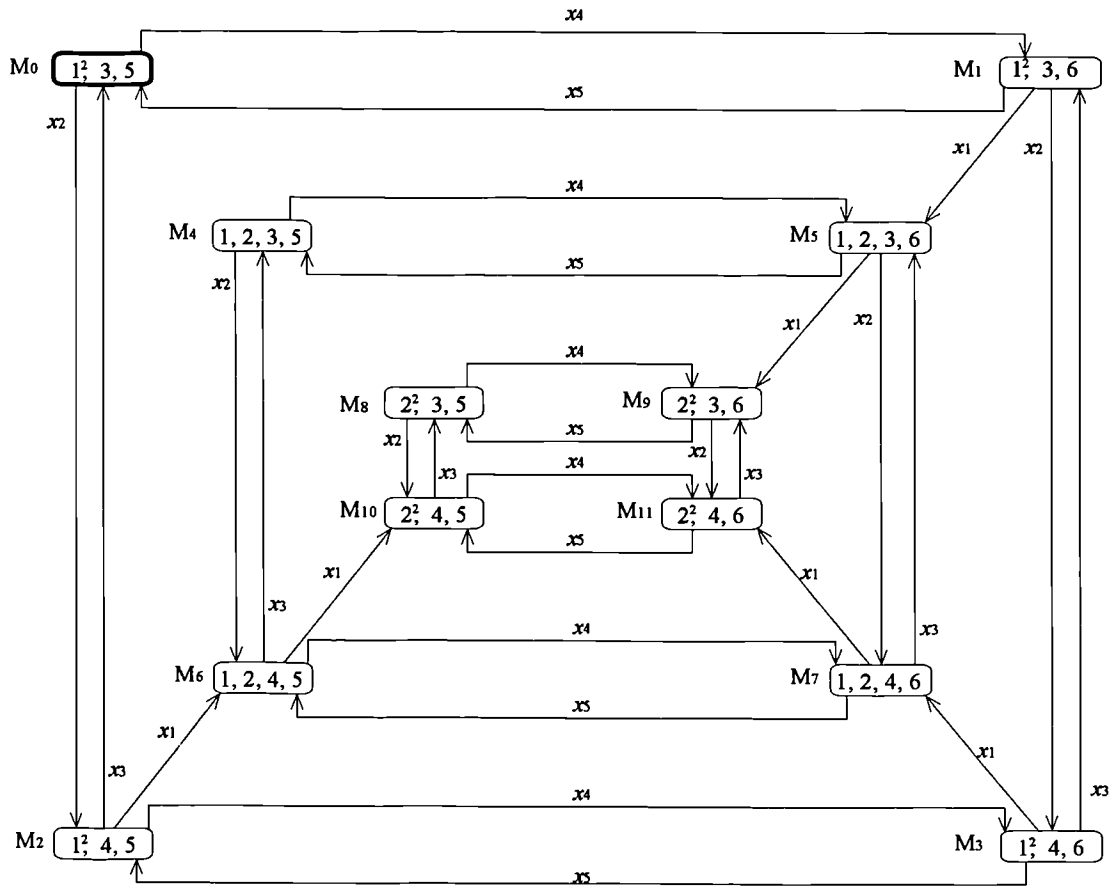 x4
M0 1²; 3, 5 M1 1²; 3, 6
x5
x2
x1 x2
x4
M4 1, 2, 3, 5 M5 1, 2, 3, 6
x5
x2
x1 x2
x4
M8 2²; 3, 5 M9 2²; 3, 6
x5
x2 x2
x4
x3 x3
M10 2²; 4, 5 M11 2²; 4, 6
x5
x1 x1
x3 x4 x3
M6 1, 2, 4, 5 M7 1, 2, 4, 6
x5
x1 x1
x3 x4 x3
M2 1²; 4, 5 M3 1²; 4, 6
x5